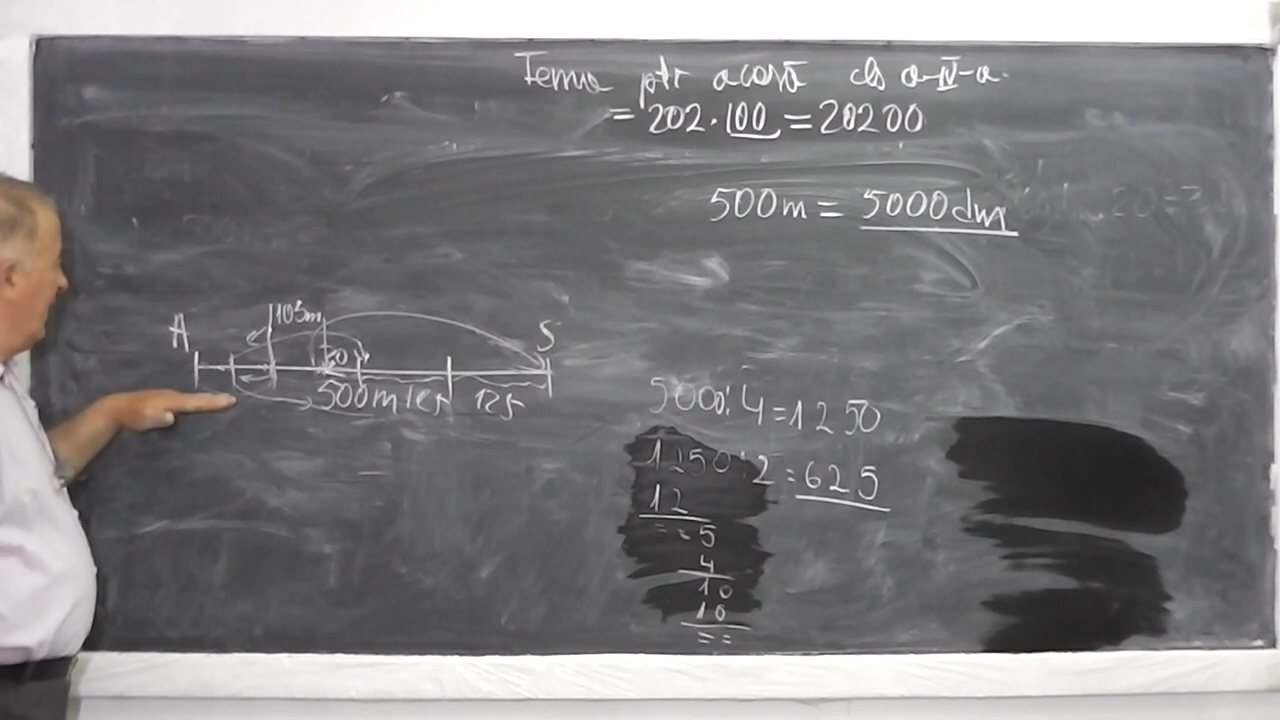 Tema ptr acasă cls a-IV-a.
= 202.100 = 20200
500m = 5000dm
105m
A S
20
500m 125 125
5000:4=1250
1250:2=625
12
==5
4
10
10
==